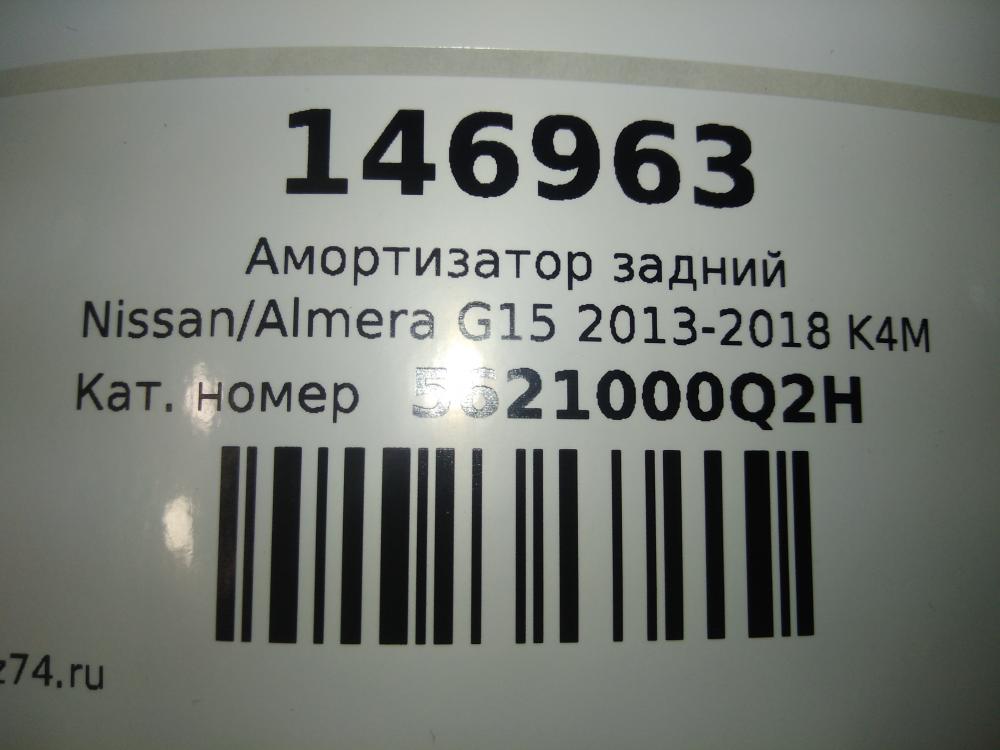 146963
Амортизатор задний
Nissan/Almera G15 2013-2018 K4M
Кат. номер 5621000Q2H
z74.ru